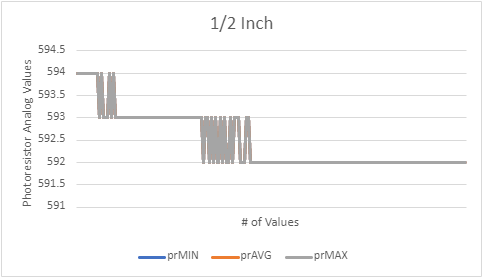 1/2 Inch
Photoresistor Analog Values
594.5
594
593.5
593
592.5
592
591.5
591
# of Values
prMIN prAVG prMAX